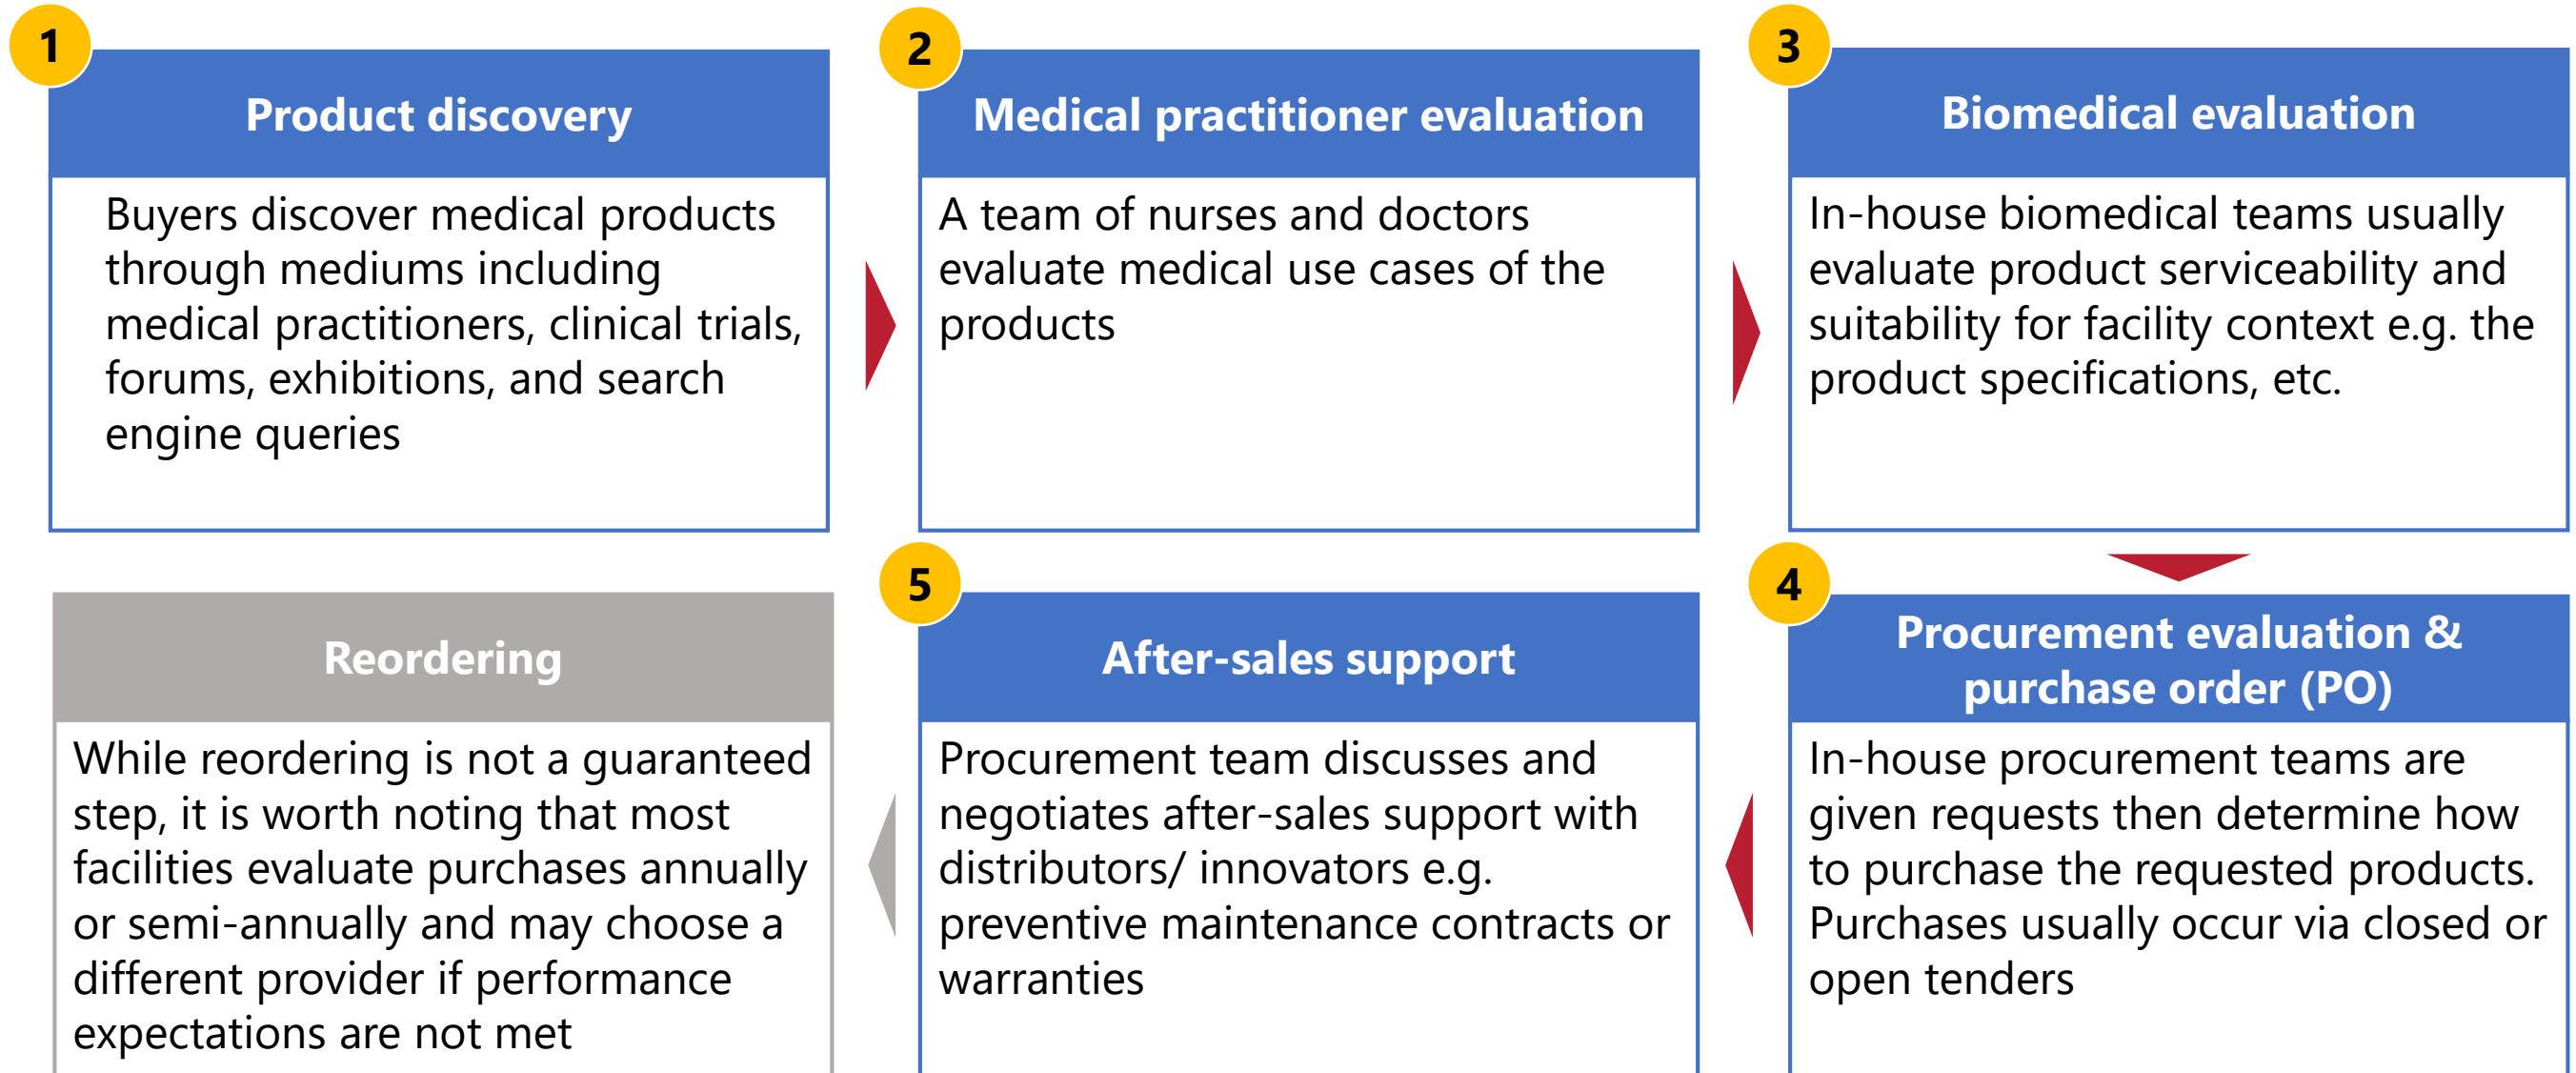 1
Product discovery
Buyers discover medical products
through mediums including
medical practitioners, clinical trials,
forums, exhibitions, and search
engine queries
2
Medical practitioner evaluation
A team of nurses and doctors
evaluate medical use cases of the
products
3
Biomedical evaluation
In-house biomedical teams usually
evaluate product serviceability and
suitability for facility context e.g. the
product specifications, etc.
4
Procurement evaluation &
purchase order (PO)
In-house procurement teams are
given requests then determine how
to purchase the requested products.
Purchases usually occur via closed or
open tenders
5
After-sales support
Procurement team discusses and
negotiates after-sales support with
distributors/ innovators e.g.
preventive maintenance contracts or
warranties
Reordering
While reordering is not a guaranteed
step, it is worth noting that most
facilities evaluate purchases annually
or semi-annually and may choose a
different provider if performance
expectations are not met